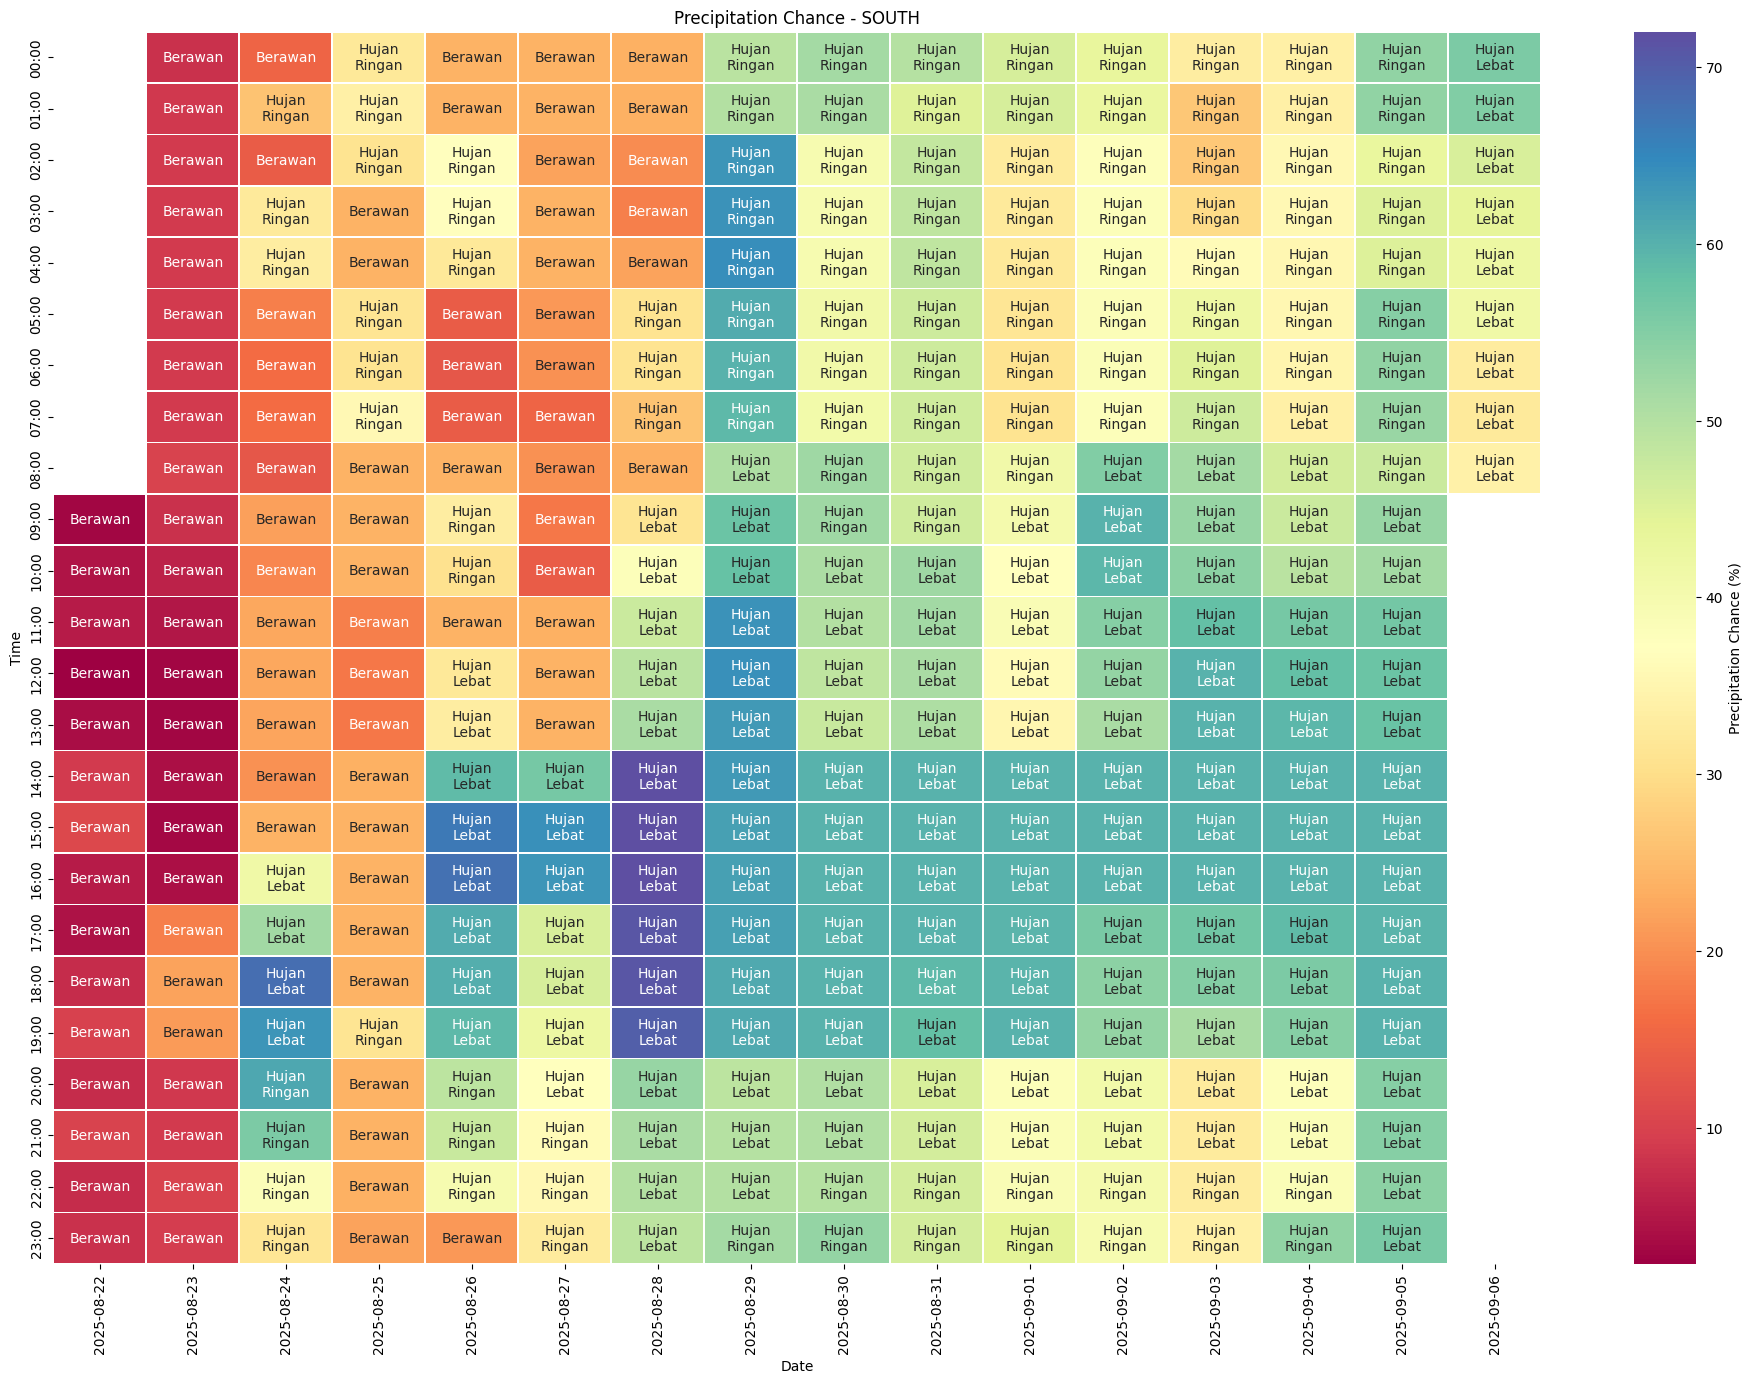 Precipitation Chance - SOUTH
00:00 Berawan Berawan Hujan Ringan Berawan Berawan Berawan Hujan Ringan Hujan Ringan Hujan Ringan Hujan Ringan Hujan Ringan Hujan Ringan Hujan Ringan Hujan Ringan Hujan Lebat
01:00 Berawan Hujan Ringan Hujan Ringan Berawan Berawan Berawan Hujan Ringan Hujan Ringan Hujan Ringan Hujan Ringan Hujan Ringan Hujan Ringan Hujan Ringan Hujan Ringan Hujan Lebat
02:00 Berawan Berawan Hujan Ringan Hujan Ringan Berawan Berawan Hujan Ringan Hujan Ringan Hujan Ringan Hujan Ringan Hujan Ringan Hujan Ringan Hujan Ringan Hujan Ringan Hujan Lebat
03:00 Berawan Hujan Ringan Berawan Hujan Ringan Berawan Berawan Hujan Ringan Hujan Ringan Hujan Ringan Hujan Ringan Hujan Ringan Hujan Ringan Hujan Ringan Hujan Ringan Hujan Lebat
04:00 Berawan Hujan Ringan Berawan Hujan Ringan Berawan Berawan Hujan Ringan Hujan Ringan Hujan Ringan Hujan Ringan Hujan Ringan Hujan Ringan Hujan Ringan Hujan Ringan Hujan Lebat
05:00 Berawan Berawan Hujan Ringan Berawan Berawan Hujan Ringan Hujan Ringan Hujan Ringan Hujan Ringan Hujan Ringan Hujan Ringan Hujan Ringan Hujan Ringan Hujan Ringan Hujan Lebat
06:00 Berawan Berawan Hujan Ringan Berawan Berawan Hujan Ringan Hujan Ringan Hujan Ringan Hujan Ringan Hujan Ringan Hujan Ringan Hujan Ringan Hujan Ringan Hujan Ringan Hujan Lebat
07:00 Berawan Berawan Hujan Ringan Berawan Berawan Hujan Ringan Hujan Ringan Hujan Ringan Hujan Ringan Hujan Ringan Hujan Ringan Hujan Ringan Hujan Lebat Hujan Ringan Hujan Lebat
08:00 Berawan Berawan Berawan Berawan Berawan Berawan Hujan Lebat Hujan Ringan Hujan Ringan Hujan Ringan Hujan Lebat Hujan Lebat Hujan Lebat Hujan Ringan Hujan Lebat
09:00 Berawan Berawan Berawan Berawan Hujan Ringan Berawan Hujan Lebat Hujan Lebat Hujan Ringan Hujan Ringan Hujan Lebat Hujan Lebat Hujan Lebat Hujan Lebat Hujan Lebat
10:00 Berawan Berawan Berawan Berawan Hujan Ringan Berawan Hujan Lebat Hujan Lebat Hujan Lebat Hujan Lebat Hujan Lebat Hujan Lebat Hujan Lebat Hujan Lebat Hujan Lebat
11:00 Berawan Berawan Berawan Berawan Berawan Berawan Hujan Lebat Hujan Lebat Hujan Lebat Hujan Lebat Hujan Lebat Hujan Lebat Hujan Lebat Hujan Lebat Hujan Lebat
12:00 Berawan Berawan Berawan Berawan Hujan Lebat Berawan Hujan Lebat Hujan Lebat Hujan Lebat Hujan Lebat Hujan Lebat Hujan Lebat Hujan Lebat Hujan Lebat Hujan Lebat
13:00 Berawan Berawan Berawan Berawan Hujan Lebat Berawan Hujan Lebat Hujan Lebat Hujan Lebat Hujan Lebat Hujan Lebat Hujan Lebat Hujan Lebat Hujan Lebat Hujan Lebat
14:00 Berawan Berawan Berawan Berawan Hujan Lebat Hujan Lebat Hujan Lebat Hujan Lebat Hujan Lebat Hujan Lebat Hujan Lebat Hujan Lebat Hujan Lebat Hujan Lebat Hujan Lebat
15:00 Berawan Berawan Berawan Berawan Hujan Lebat Hujan Lebat Hujan Lebat Hujan Lebat Hujan Lebat Hujan Lebat Hujan Lebat Hujan Lebat Hujan Lebat Hujan Lebat Hujan Lebat
16:00 Berawan Berawan Hujan Lebat Berawan Hujan Lebat Hujan Lebat Hujan Lebat Hujan Lebat Hujan Lebat Hujan Lebat Hujan Lebat Hujan Lebat Hujan Lebat Hujan Lebat Hujan Lebat
17:00 Berawan Berawan Hujan Lebat Berawan Hujan Lebat Hujan Lebat Hujan Lebat Hujan Lebat Hujan Lebat Hujan Lebat Hujan Lebat Hujan Lebat Hujan Lebat Hujan Lebat Hujan Lebat
18:00 Berawan Berawan Hujan Lebat Berawan Hujan Lebat Hujan Lebat Hujan Lebat Hujan Lebat Hujan Lebat Hujan Lebat Hujan Lebat Hujan Lebat Hujan Lebat Hujan Lebat Hujan Lebat
19:00 Berawan Berawan Hujan Lebat Hujan Ringan Hujan Lebat Hujan Lebat Hujan Lebat Hujan Lebat Hujan Lebat Hujan Lebat Hujan Lebat Hujan Lebat Hujan Lebat Hujan Lebat Hujan Lebat
20:00 Berawan Berawan Hujan Ringan Berawan Hujan Ringan Hujan Lebat Hujan Lebat Hujan Lebat Hujan Lebat Hujan Lebat Hujan Lebat Hujan Lebat Hujan Lebat Hujan Lebat Hujan Lebat
21:00 Berawan Berawan Hujan Ringan Berawan Hujan Ringan Hujan Ringan Hujan Lebat Hujan Lebat Hujan Lebat Hujan Lebat Hujan Lebat Hujan Lebat Hujan Lebat Hujan Lebat Hujan Lebat
22:00 Berawan Berawan Hujan Ringan Berawan Hujan Ringan Hujan Ringan Hujan Lebat Hujan Lebat Hujan Ringan Hujan Ringan Hujan Ringan Hujan Ringan Hujan Ringan Hujan Ringan Hujan Lebat
23:00 Berawan Berawan Hujan Ringan Berawan Berawan Hujan Ringan Hujan Lebat Hujan Ringan Hujan Ringan Hujan Ringan Hujan Ringan Hujan Ringan Hujan Ringan Hujan Ringan Hujan Lebat
Time
2025-08-22 2025-08-23 2025-08-24 2025-08-25 2025-08-26 2025-08-27 2025-08-28 2025-08-29 2025-08-30 2025-08-31 2025-09-01 2025-09-02 2025-09-03 2025-09-04 2025-09-05 2025-09-06
Date
70
60
50
40
30
20
10
Precipitation Chance (%)